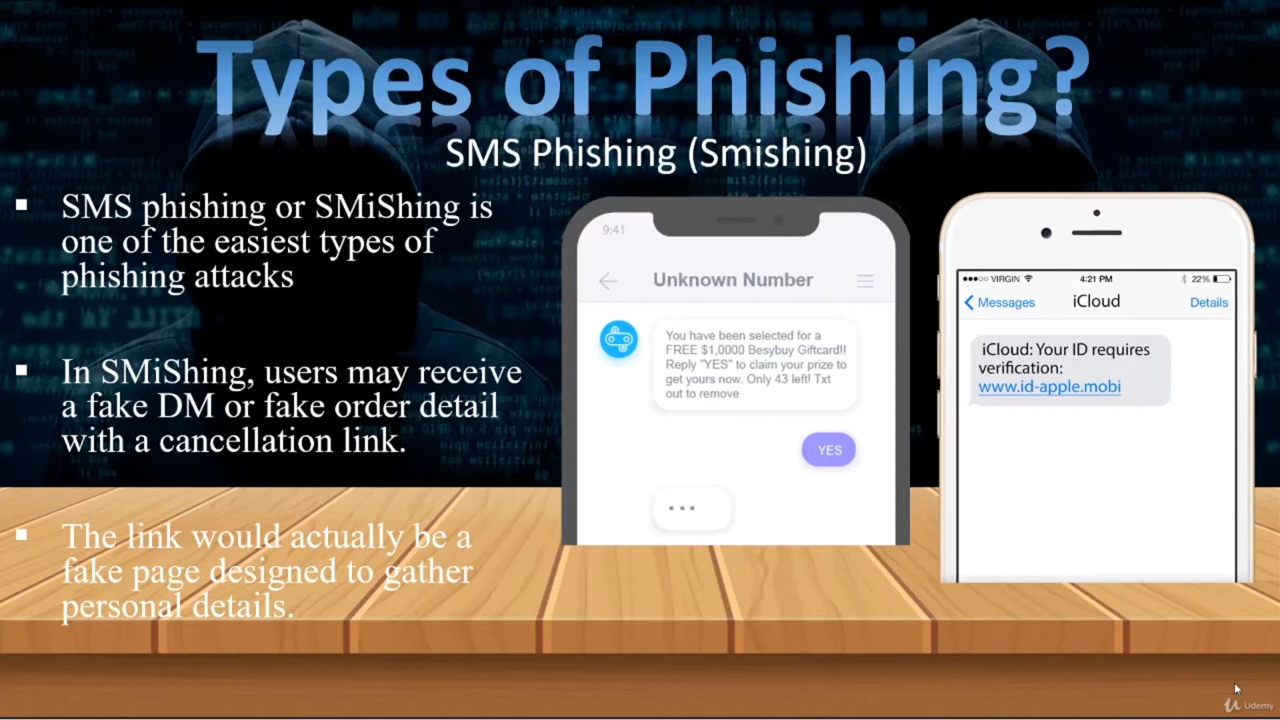 Types of Phishing?
SMS Phishing (Smishing)
▪ SMS phishing or SMiShing is
one of the easiest types of
phishing attacks
▪ In SMiShing, users may receive
a fake DM or fake order detail
with a cancellation link.
▪ The link would actually be a
fake page designed to gather
personal details.
9:41
Unknown Number
You have been selected for a
FREE $1,0000 Besybuy Giftcard!!
Reply "YES" to claim your prize to
get yours now. Only 43 left! Txt
out to remove
YES
VIRGIN 4:21 PM 22%
Messages iCloud Details
iCloud: Your ID requires
verification:
www.id-apple.mobi
Udemy